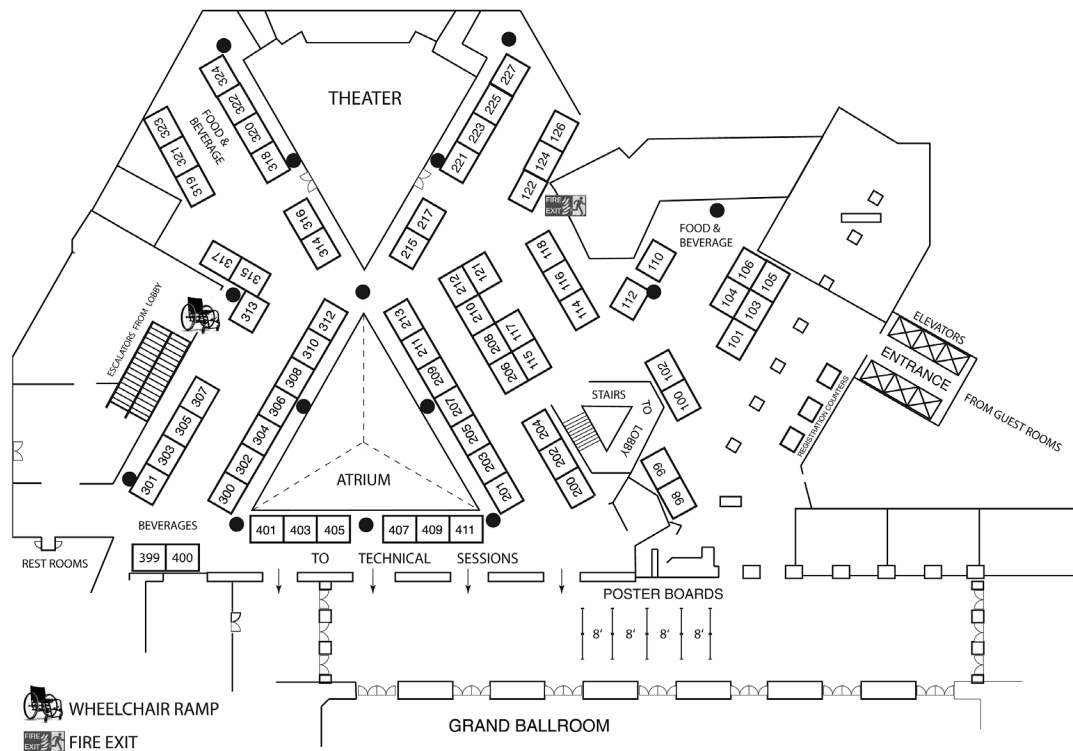 THEATER
324
322
320
318
FOOD &
BEVERAGE
323
321
319
316
314
317
315
313
227
225
223
221
217
215
126
124
122
FIRE
EXIT
118
116
114
FOOD &
BEVERAGE
110
112
106
105
104
103
101
102
100
121
212
210
208
117
115
206
ESCALATORS FROM LOBBY
312
310
308
306
304
302
300
213
211
209
207
205
203
201
307
305
303
301
204
202
200
STAIRS
TO
LOBBY
99
98
ELEVATORS
ENTRANCE
FROM GUEST ROOMS
REGISTRATION COUNTERS
ATRIUM
BEVERAGES
401 403 405 407 409 411
399 400
REST ROOMS
TO TECHNICAL SESSIONS
POSTER BOARDS
8' 8' 8' 8'
WHEELCHAIR RAMP
FIRE
EXIT
FIRE EXIT
GRAND BALLROOM